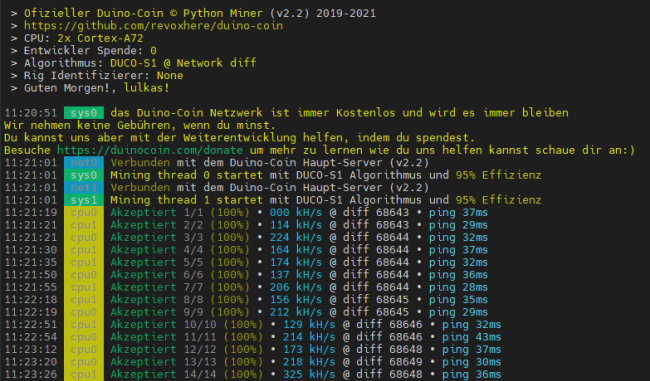 > Ofizieller Duino-Coin © Python Miner (v2.2) 2019-2021
> https://github.com/revoxhere/duino-coin
> CPU: 2x Cortex-A72
> Entwickler Spende: 0
> Algorithmus: DUCO-S1 @ Network diff
> Rig Identifizierer: None
> Guten Morgen!, lulkas!
11:20:51 sys0 das Duino-Coin Netzwerk ist immer Kostenlos und wird es immer bleiben
Wir nehmen keine Gebühren, wenn du minst.
Du kannst uns aber mit der Weiterentwicklung helfen, indem du spendest.
Besuche https://duinocoin.com/donate um mehr zu lernen wie du uns helfen kannst schaue dir an:)
11:21:01 net0 Verbunden mit dem Duino-Coin Haupt-Server (v2.2)
11:21:01 sys0 Mining thread 0 startet mit DUCO-S1 Algorithmus und 95% Effizienz
11:21:01 net1 Verbunden mit dem Duino-Coin Haupt-Server (v2.2)
11:21:01 sys1 Mining thread 1 startet mit DUCO-S1 Algorithmus und 95% Effizienz
11:21:19 cpu0 Akzeptiert 1/1 (100%) • 000 kH/s @ diff 68643 • ping 37ms
11:21:21 cpu1 Akzeptiert 2/2 (100%) • 114 kH/s @ diff 68643 • ping 29ms
11:21:21 cpu0 Akzeptiert 3/3 (100%) • 224 kH/s @ diff 68644 • ping 32ms
11:21:30 cpu1 Akzeptiert 4/4 (100%) • 164 kH/s @ diff 68644 • ping 37ms
11:21:35 cpu1 Akzeptiert 5/5 (100%) • 174 kH/s @ diff 68644 • ping 32ms
11:21:50 cpu0 Akzeptiert 6/6 (100%) • 137 kH/s @ diff 68644 • ping 36ms
11:21:55 cpu1 Akzeptiert 7/7 (100%) • 206 kH/s @ diff 68644 • ping 28ms
11:22:18 cpu1 Akzeptiert 8/8 (100%) • 156 kH/s @ diff 68645 • ping 35ms
11:22:19 cpu0 Akzeptiert 9/9 (100%) • 212 kH/s @ diff 68645 • ping 29ms
11:22:51 cpu1 Akzeptiert 10/10 (100%) • 129 kH/s @ diff 68646 • ping 32ms
11:22:54 cpu0 Akzeptiert 11/11 (100%) • 214 kH/s @ diff 68646 • ping 43ms
11:23:12 cpu0 Akzeptiert 12/12 (100%) • 173 kH/s @ diff 68648 • ping 37ms
11:23:20 cpu0 Akzeptiert 13/13 (100%) • 218 kH/s @ diff 68649 • ping 30ms
11:23:26 cpu1 Akzeptiert 14/14 (100%) • 325 kH/s @ diff 68648 • ping 36ms